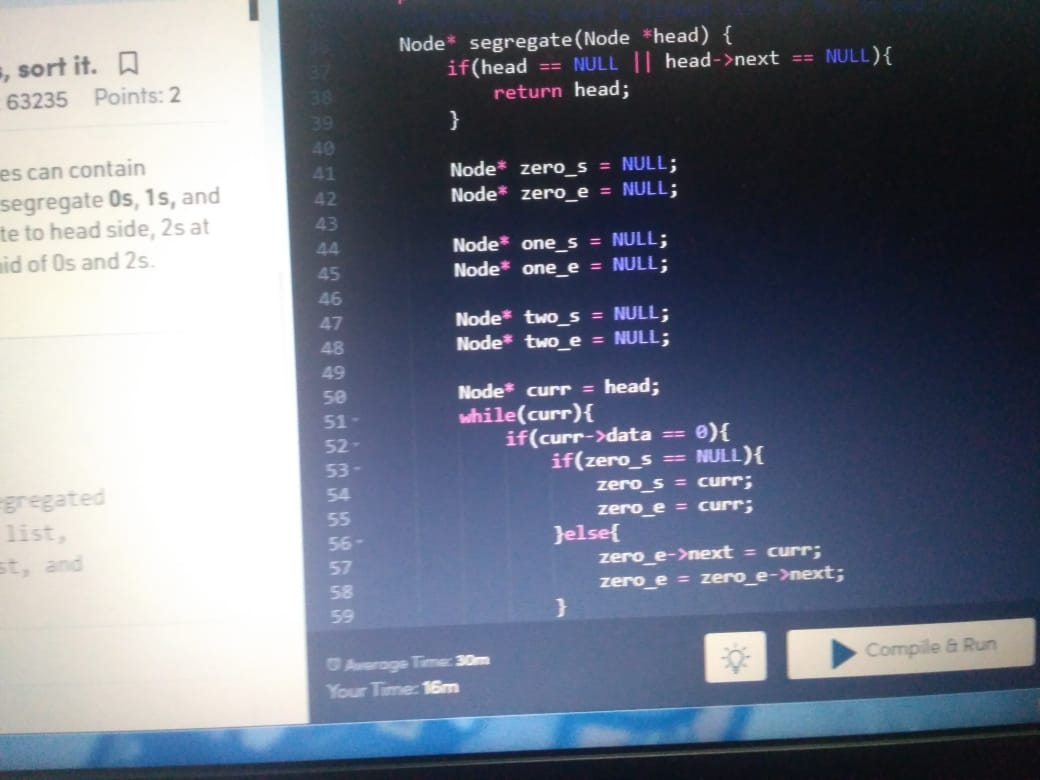 , sort it.
63235 Points: 2
es can contain
segregate 0s, 1s, and
te to head side, 2s at
id of 0s and 2s.
egregated
list,
st, and
Node* segregate(Node *head) {
37 if(head == NULL || head->next == NULL){
38 return head;
39 }
40
41 Node* zero_s = NULL;
42 Node* zero_e = NULL;
43
44 Node* one_s = NULL;
45 Node* one_e = NULL;
46
47 Node* two_s = NULL;
48 Node* two_e = NULL;
49
50 Node* curr = head;
51 while(curr){
52 if(curr->data == 0){
53 if(zero_s == NULL){
54 zero_s = curr;
55 zero_e = curr;
56 }else{
57 zero_e->next = curr;
58 zero_e = zero_e->next;
59 }
Average Time: 30m
Your Time: 16m
Compile & Run